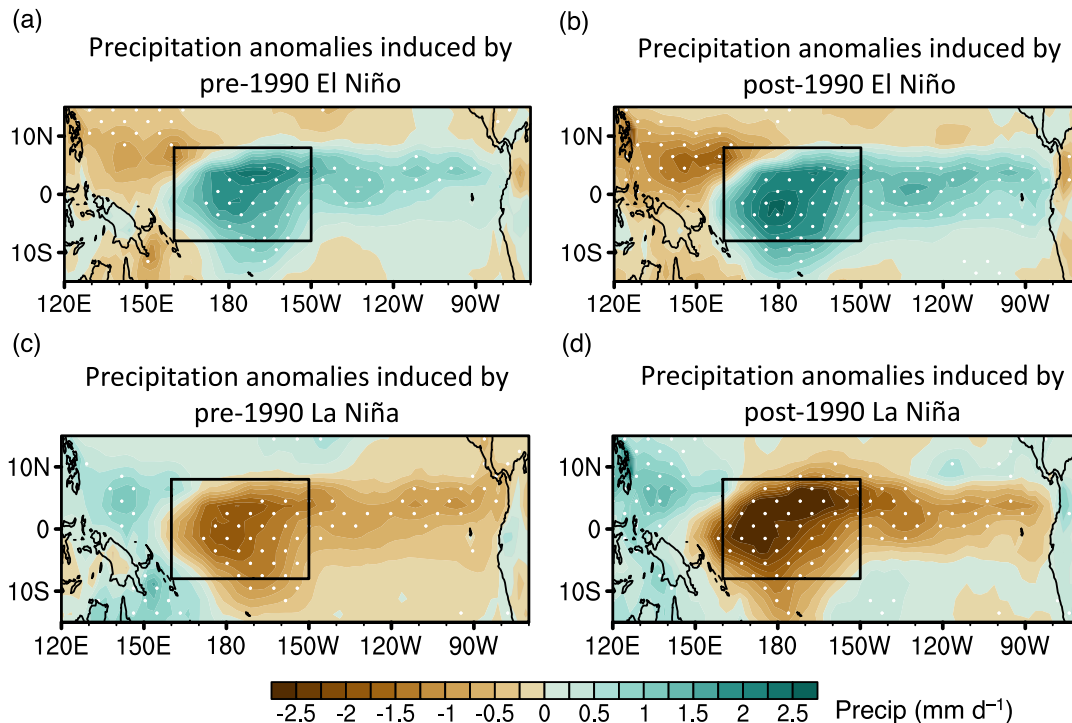 (a)
Precipitation anomalies induced by
pre-1990 El Niño
10N
0
10S
120E 150E 180 150W 120W 90W
(b)
Precipitation anomalies induced by
post-1990 El Niño
10N
0
10S
120E 150E 180 150W 120W 90W
(c)
Precipitation anomalies induced by
pre-1990 La Niña
10N
0
10S
120E 150E 180 150W 120W 90W
(d)
Precipitation anomalies induced by
post-1990 La Niña
10N
0
10S
120E 150E 180 150W 120W 90W
-2.5 -2 -1.5 -1 -0.5 0 0.5 1 1.5 2 2.5 Precip (mm d⁻¹)